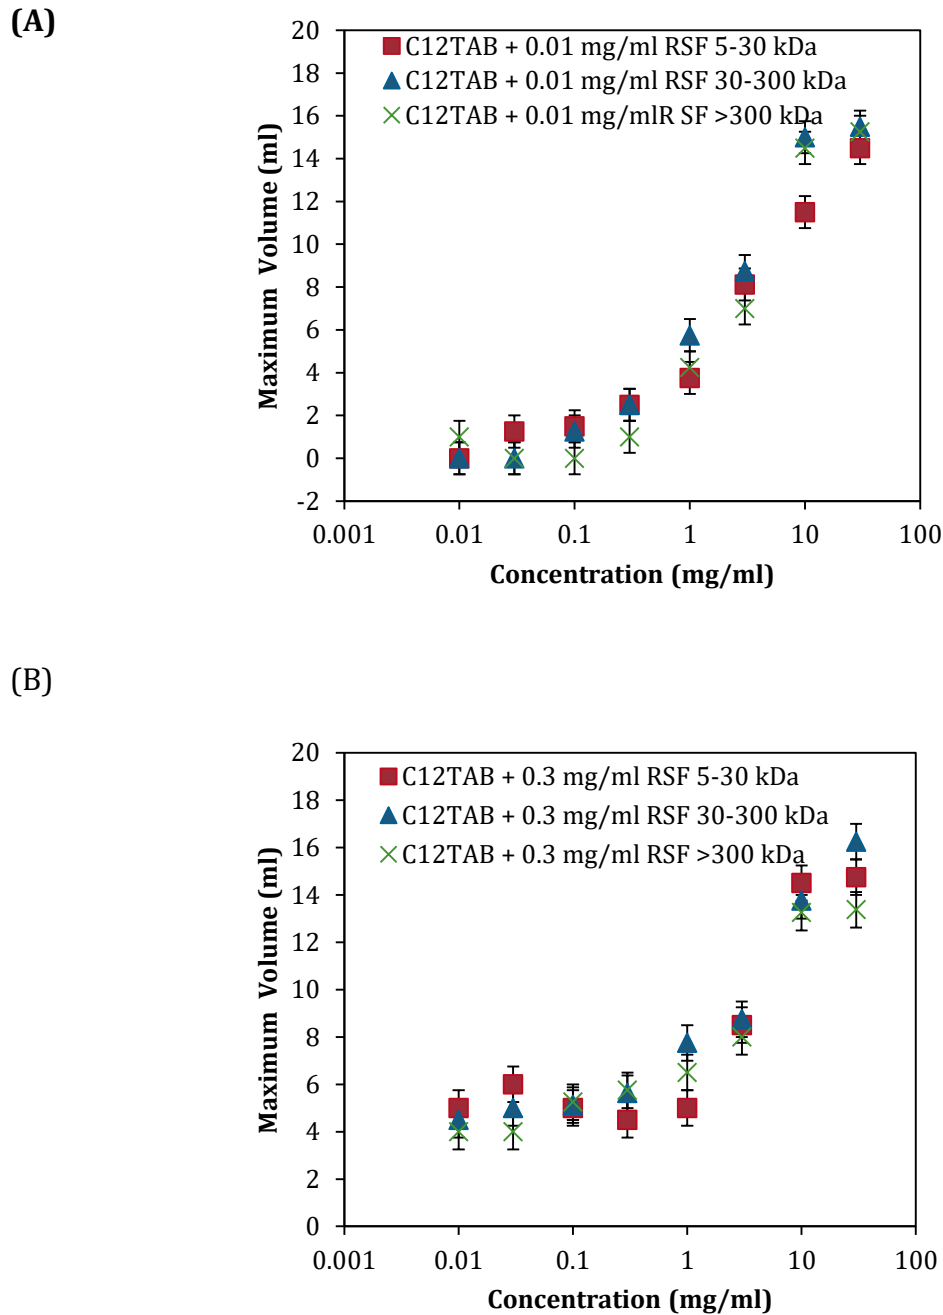 (A)
20
18
16
14
12
10
8
6
4
2
0
-2
Maximum Volume (ml)
C12TAB + 0.01 mg/ml RSF 5-30 kDa
C12TAB + 0.01 mg/ml RSF 30-300 kDa
C12TAB + 0.01 mg/mlR SF >300 kDa
0.001 0.01 0.1 1 10 100
Concentration (mg/ml)
(B)
20
18
16
14
12
10
8
6
4
2
0
Maximum Volume (ml)
C12TAB + 0.3 mg/ml RSF 5-30 kDa
C12TAB + 0.3 mg/ml RSF 30-300 kDa
C12TAB + 0.3 mg/ml RSF >300 kDa
0.001 0.01 0.1 1 10 100
Concentration (mg/ml)